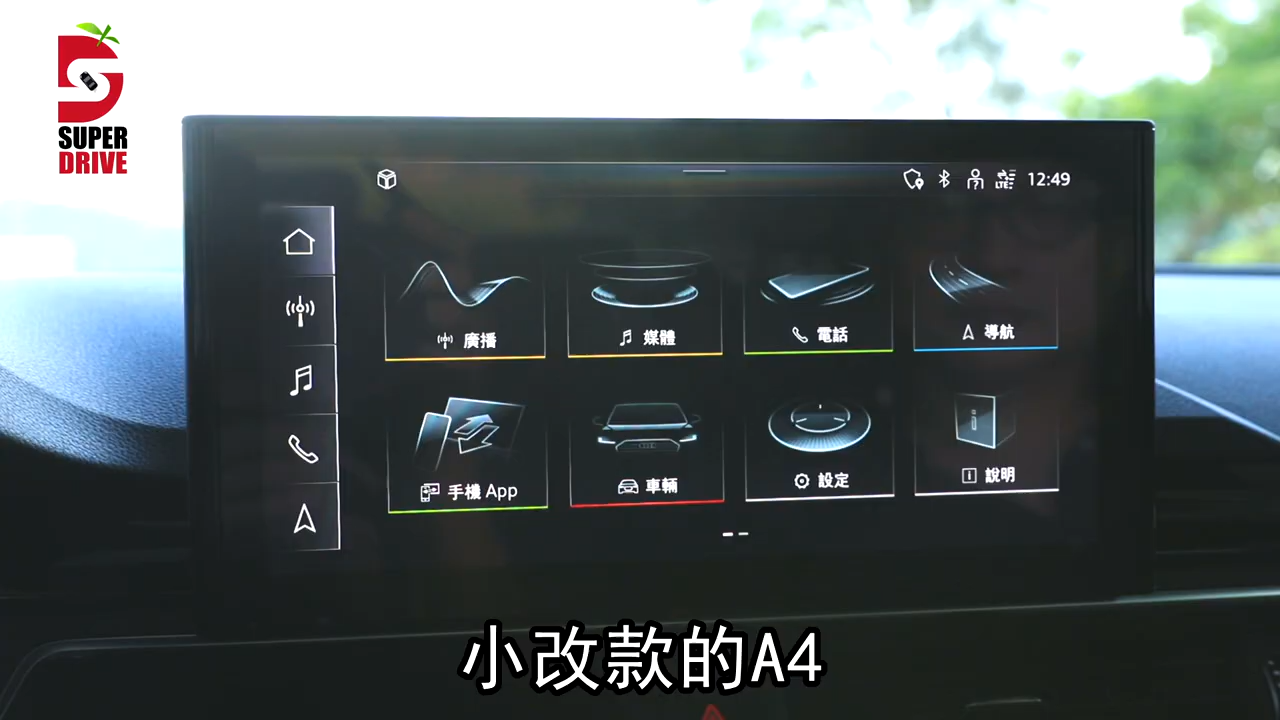 SUPER
DRIVE
LTE 12:49
廣播
媒體
電話
導航
手機 App
車輛
設定
說明
小改款的A4